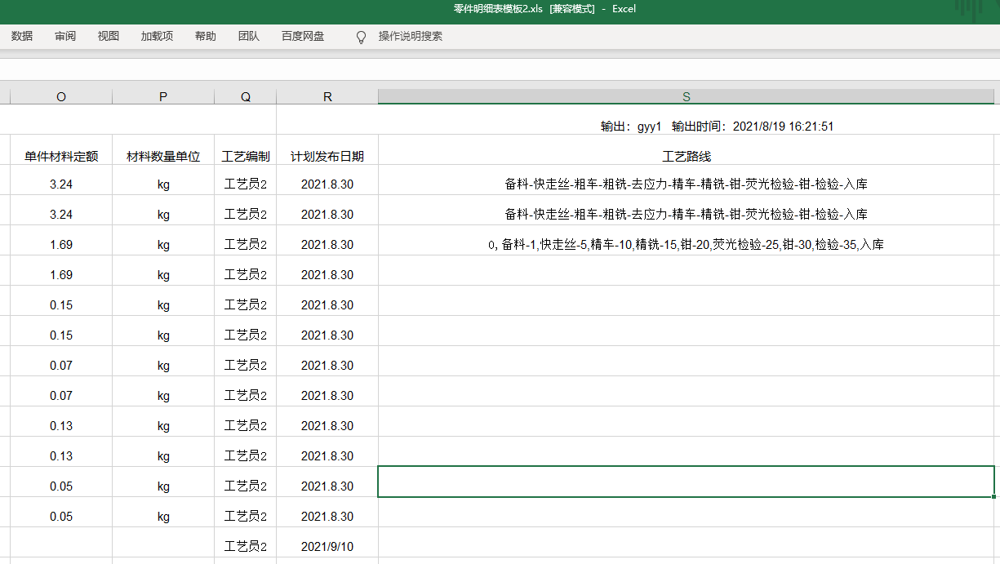 零件明细表模板2.xls [兼容模式] - Excel
数据 审阅 视图 加载项 帮助 团队 百度网盘 操作说明搜索
O P Q R S
输出：gyy1 输出时间：2021/8/19 16:21:51
单件材料定额 材料数量单位 工艺编制 计划发布日期 工艺路线
3.24 kg 工艺员2 2021.8.30 备料-快走丝-粗车-粗铣-去应力-精车-精铣-钳-荧光检验-钳-检验-入库
3.24 kg 工艺员2 2021.8.30 备料-快走丝-粗车-粗铣-去应力-精车-精铣-钳-荧光检验-钳-检验-入库
1.69 kg 工艺员2 2021.8.30 0, 备料-1,快走丝-5,精车-10,精铣-15,钳-20,荧光检验-25,钳-30,检验-35,入库
1.69 kg 工艺员2 2021.8.30
0.15 kg 工艺员2 2021.8.30
0.15 kg 工艺员2 2021.8.30
0.07 kg 工艺员2 2021.8.30
0.07 kg 工艺员2 2021.8.30
0.13 kg 工艺员2 2021.8.30
0.13 kg 工艺员2 2021.8.30
0.05 kg 工艺员2 2021.8.30
0.05 kg 工艺员2 2021.8.30
工艺员2 2021/9/10